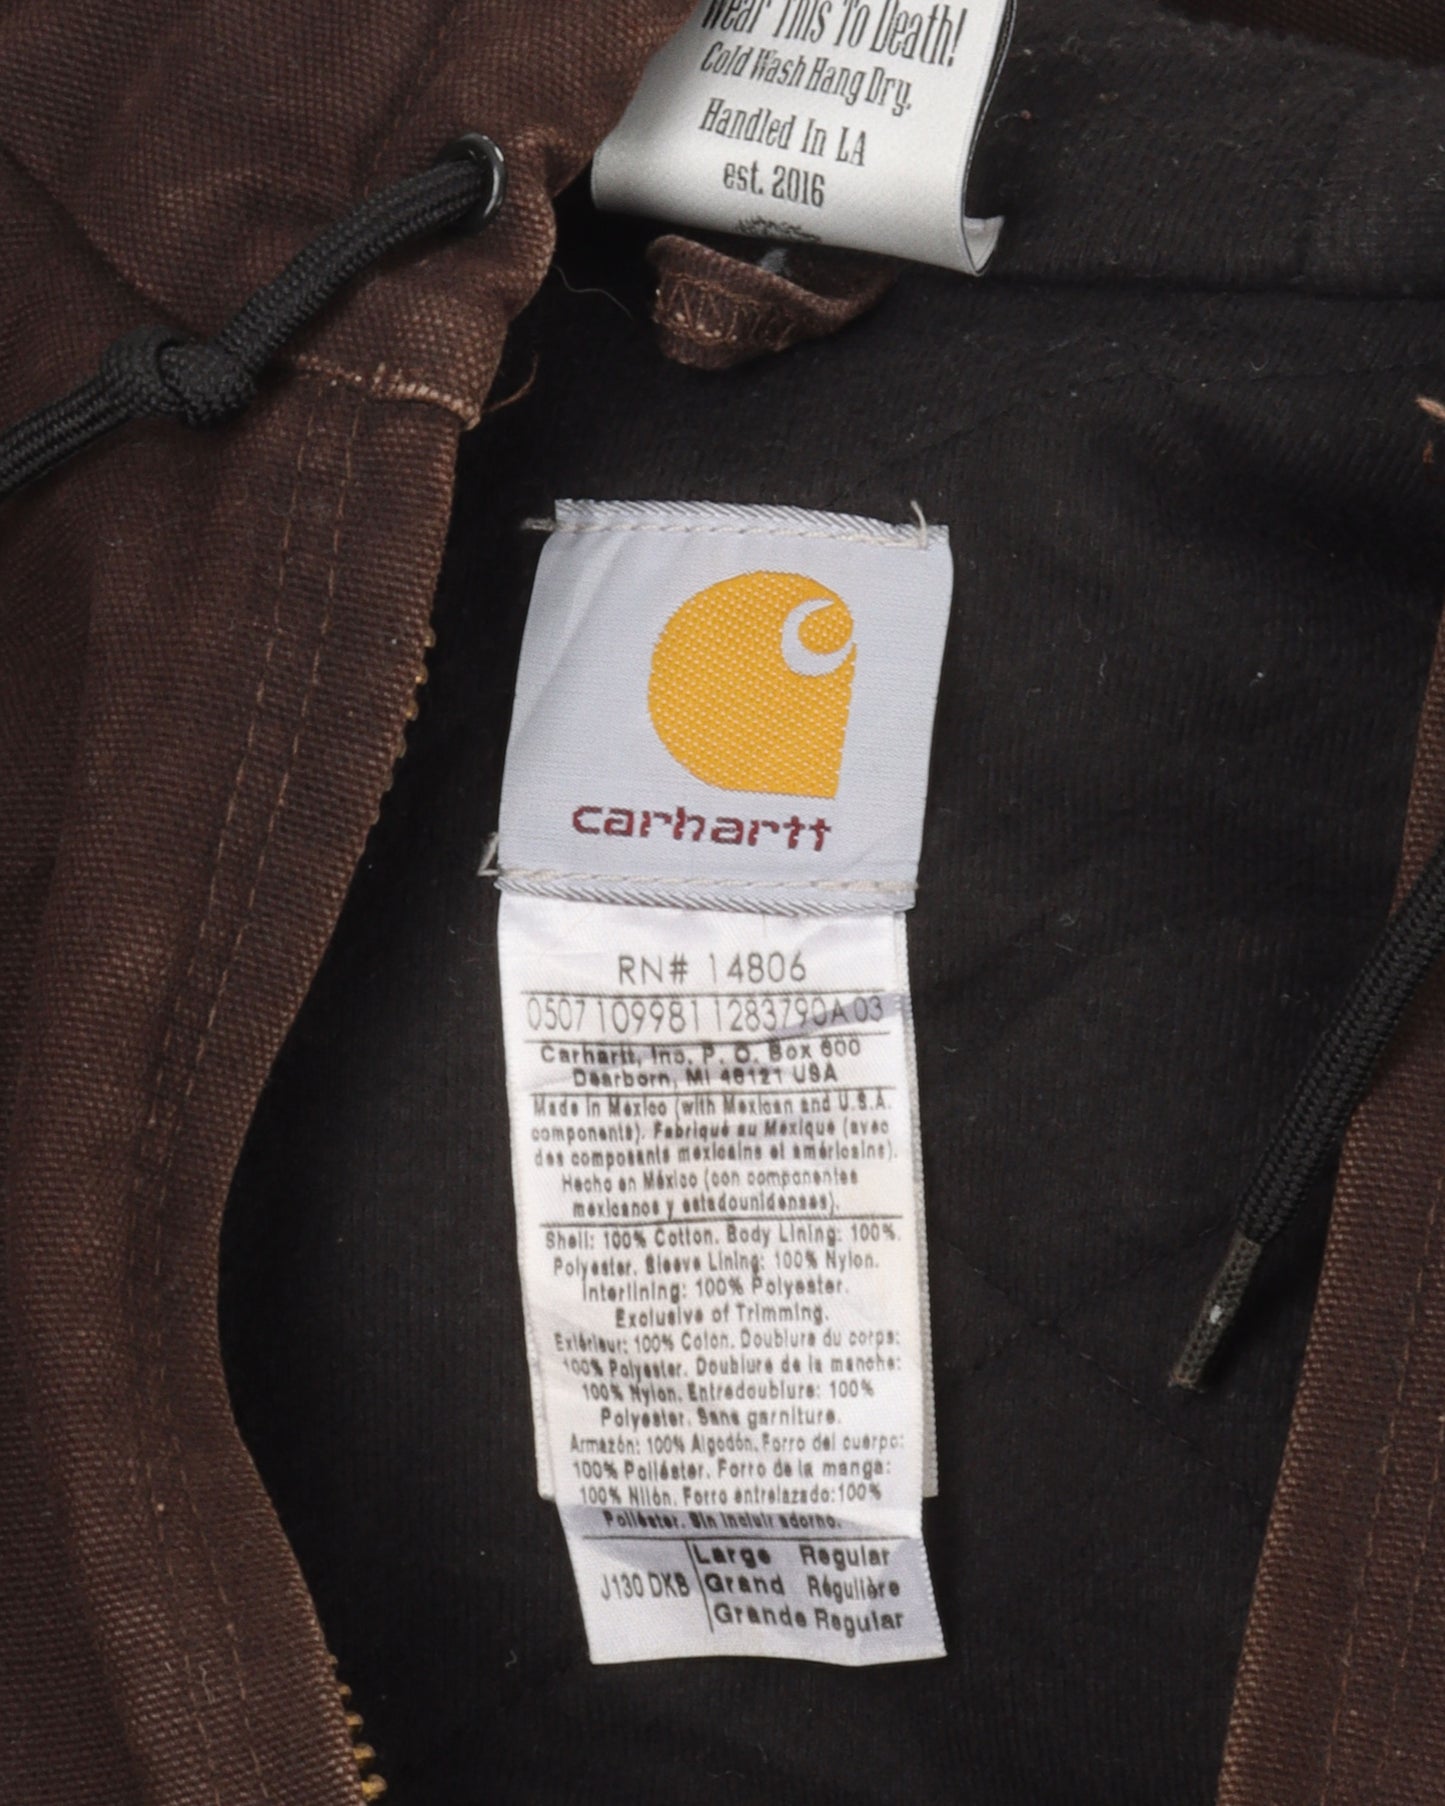 Wear This To Death!
Cold Wash Hang Dry.
Handled In LA
est. 2016
carhartt
RN# 14806
0507 109981 1283790A 03
Carhartt, Inc. P. O. Box 600
Dearborn, MI 48121 USA
Made in Mexico (with Mexican and U.S.A.
components). Fabriqué au Mexique (avec
des composants mexicains et américains).
Hecho en México (con componentes
mexicanos y estadounidenses).
Shell: 100% Cotton. Body Lining: 100%
Polyester. Sleeve Lining: 100% Nylon.
Interlining: 100% Polyester.
Exclusive of Trimming.
Extérieur: 100% Coton. Doublure du corps:
100% Polyester. Doublure de la manche:
100% Nylon. Entredoublure: 100%
Polyester. Sans garniture.
Armazón: 100% Algodón. Forro del cuerpo:
100% Poliéster. Forro de la manga:
100% Nilón. Forro entrelazado: 100%
Poliéster. Sin incluir adorno.
J130 DKB
Large Regular
Grand Régulière
Grande Regular